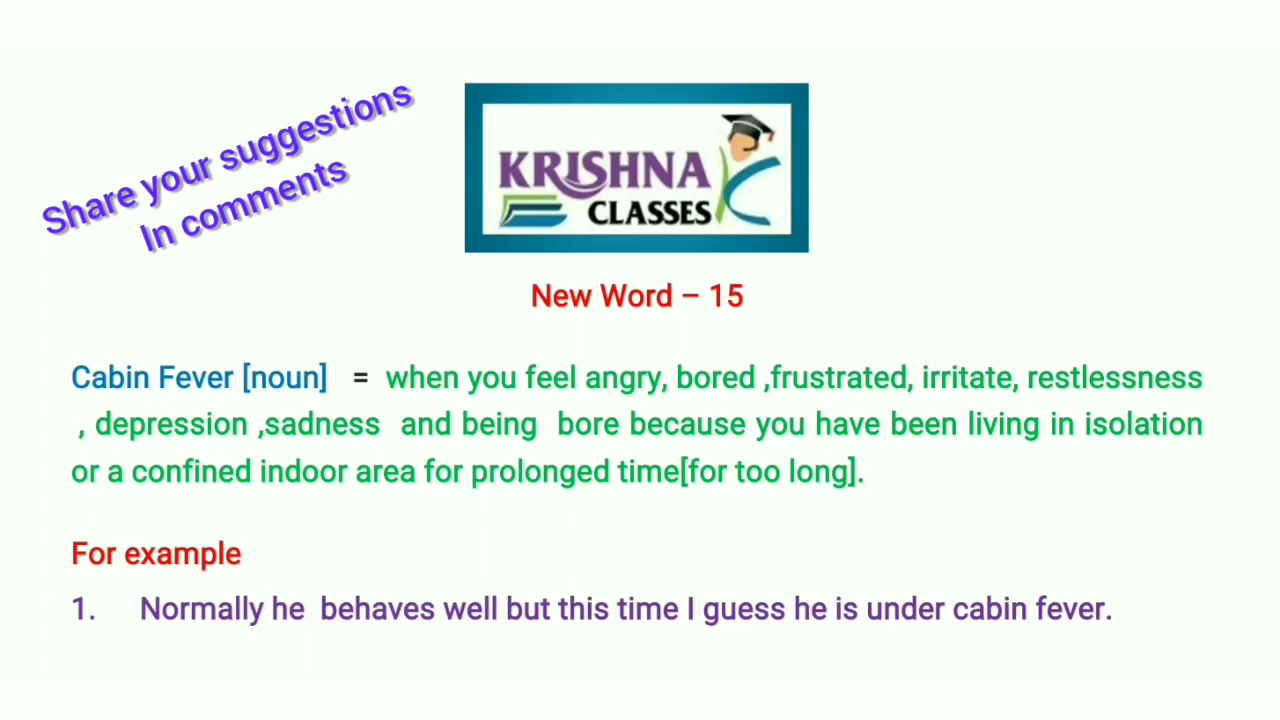 Share your suggestions
In comments
KRISHNA
CLASSES
New Word – 15
Cabin Fever [noun] = when you feel angry, bored ,frustrated, irritate, restlessness
, depression ,sadness and being bore because you have been living in isolation
or a confined indoor area for prolonged time[for too long].
For example
1. Normally he behaves well but this time I guess he is under cabin fever.